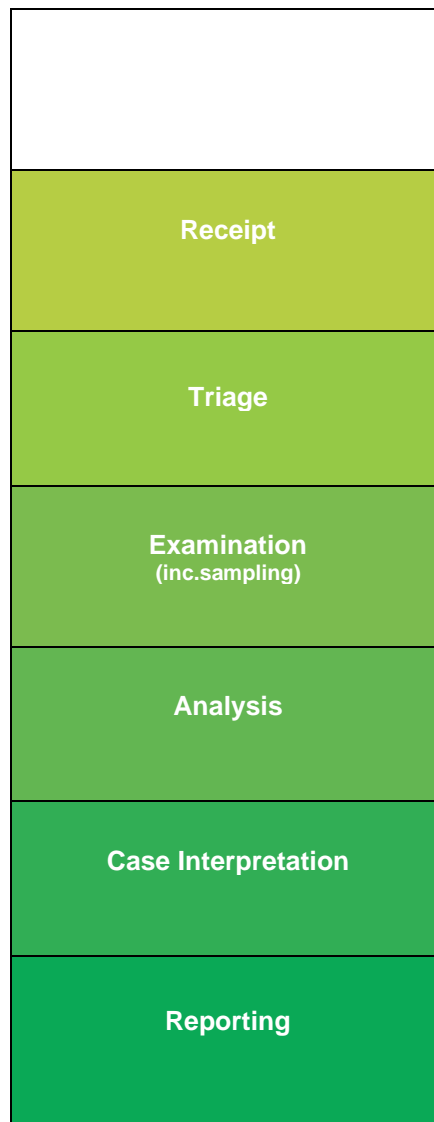 Receipt
Triage
Examination
(inc.sampling)
Analysis
Case Interpretation
Reporting